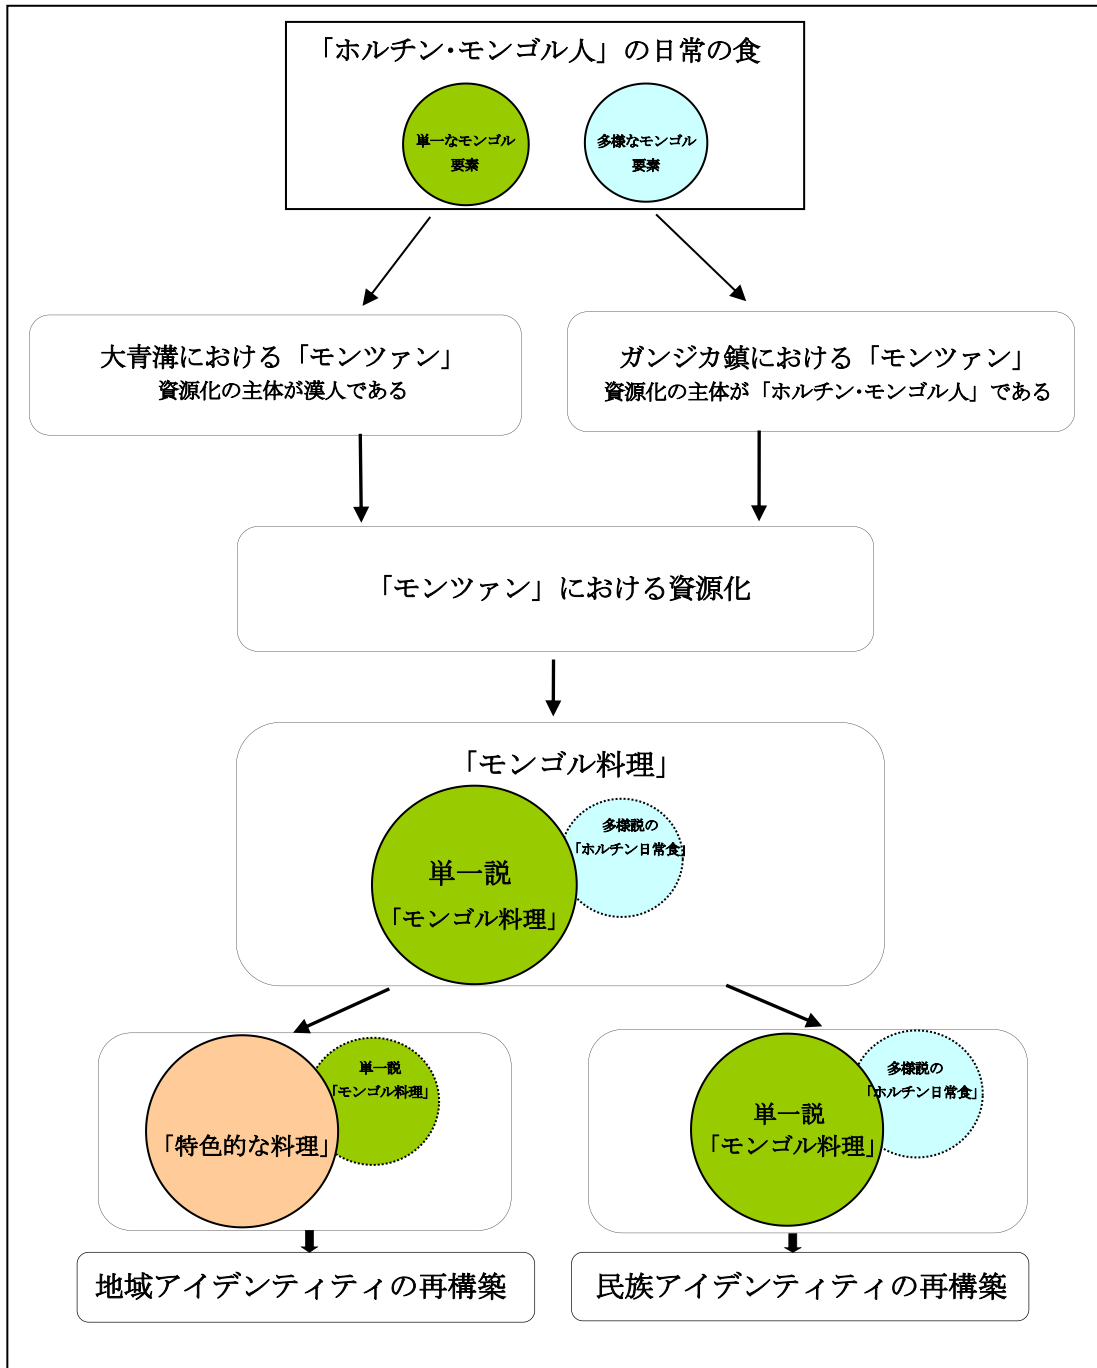 「ホルチン・モンゴル人」の日常の食
単一なモンゴル
要素
多様なモンゴル
要素
大青溝における「モンツァン」
資源化の主体が漢人である
ガンジカ鎮における「モンツァン」
資源化の主体が「ホルチン・モンゴル人」である
「モンツァン」における資源化
「モンゴル料理」
単一説
「モンゴル料理」
多様説の
「ホルチン日常食」
「特色的な料理」
単一説
「モンゴル料理」
単一説
「モンゴル料理」
多様説の
「ホルチン日常食」
地域アイデンティティの再構築
民族アイデンティティの再構築